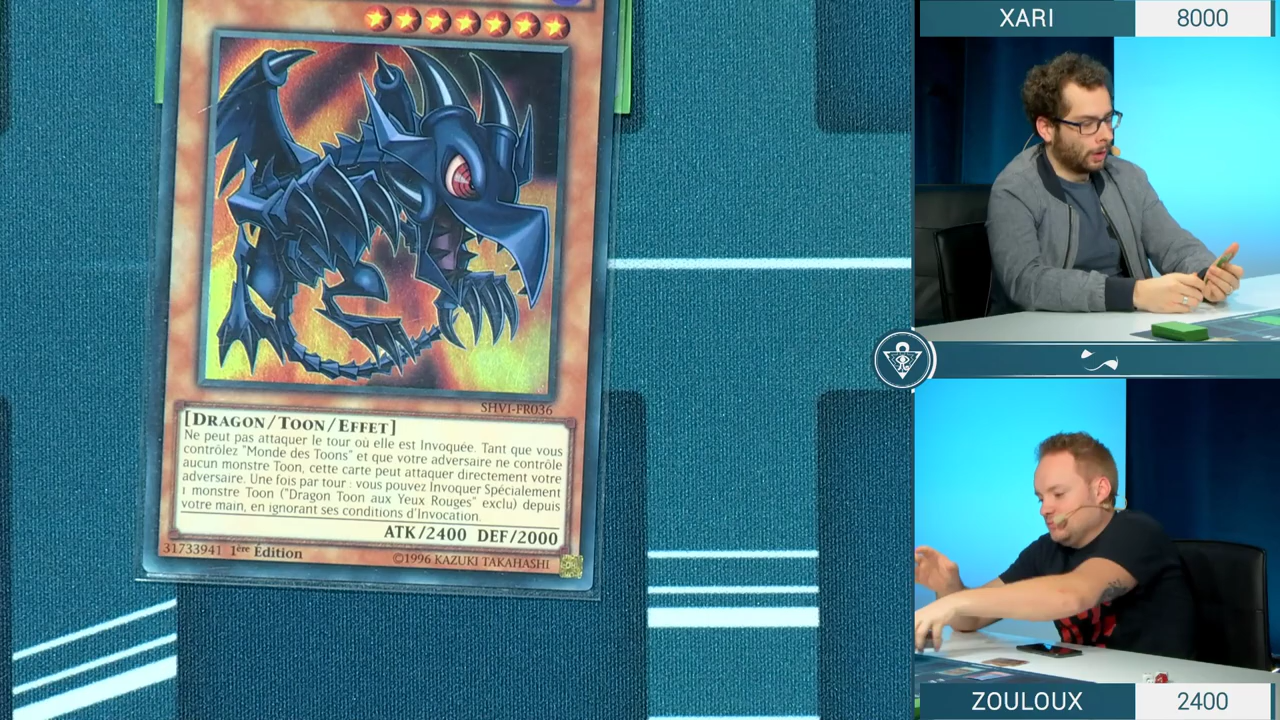 SHVI-FR036
[DRAGON/TOON/EFFET]
Ne peut pas attaquer le tour où elle est Invoquée. Tant que vous
contrôlez "Monde des Toons" et que votre adversaire ne contrôle
aucun monstre Toon, cette carte peut attaquer directement votre
adversaire. Une fois par tour : vous pouvez Invoquer Spécialement
1 monstre Toon ("Dragon Toon aux Yeux Rouges" exclu) depuis
votre main, en ignorant ses conditions d'Invocation.
ATK/2400 DEF/2000
31733941 1ère Édition
©1996 KAZUKI TAKAHASHI
XARI 8000
ZOULOUX 2400